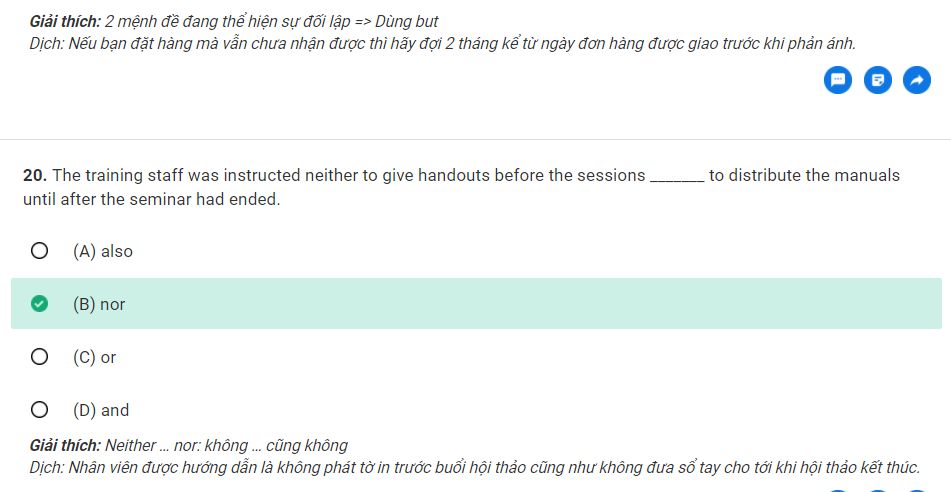 Giải thích: 2 mệnh đề đang thể hiện sự đối lập => Dùng but
Dịch: Nếu bạn đặt hàng mà vẫn chưa nhận được thì hãy đợi 2 tháng kể từ ngày đơn hàng được giao trước khi phản ánh.
20. The training staff was instructed neither to give handouts before the sessions _______ to distribute the manuals
until after the seminar had ended.
(A) also
(B) nor
(C) or
(D) and
Giải thích: Neither ... nor: không ... cũng không
Dịch: Nhân viên được hướng dẫn là không phát tờ in trước buổi hội thảo cũng như không đưa sổ tay cho tới khi hội thảo kết thúc.